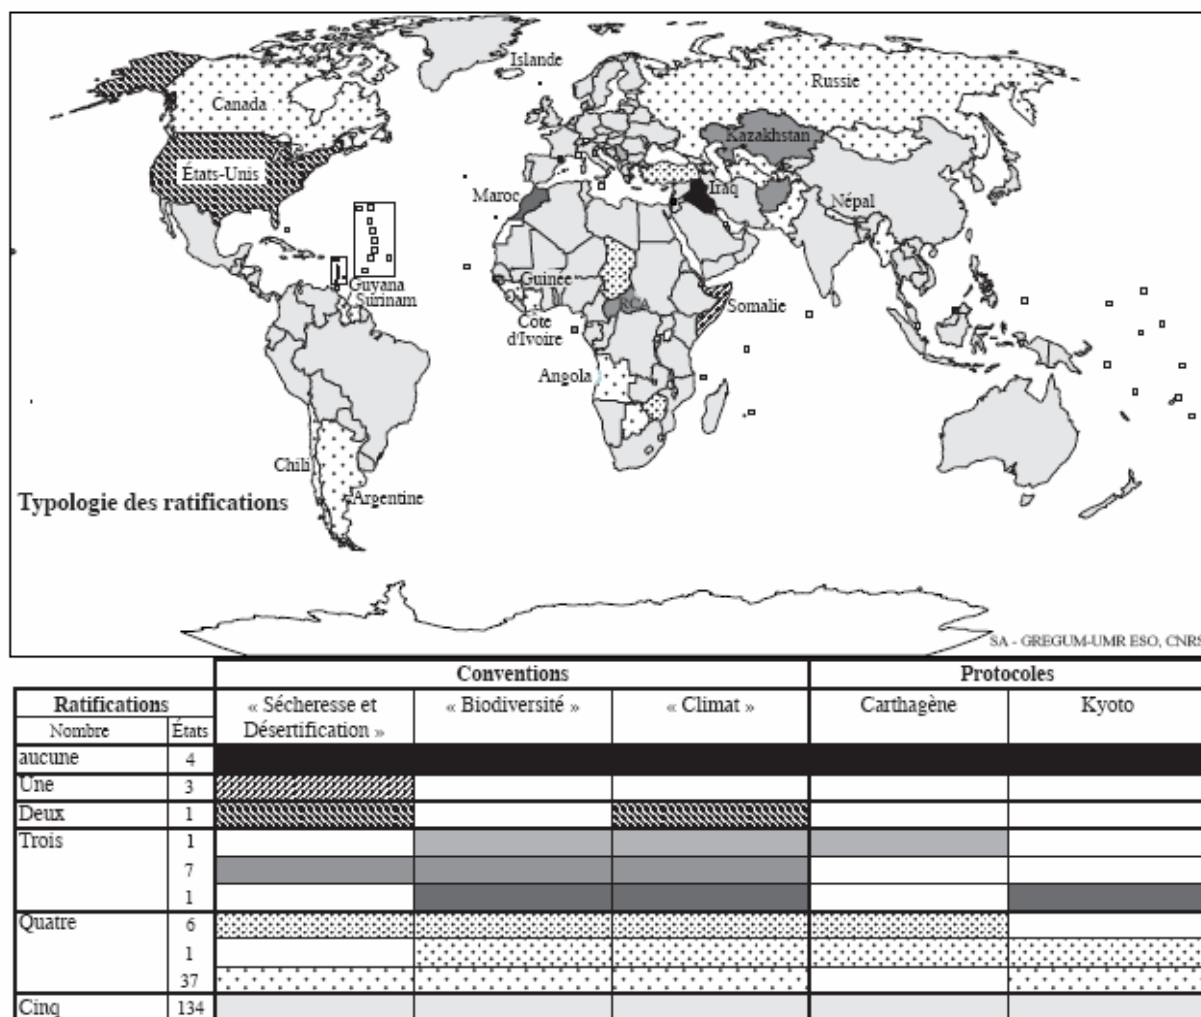 Islande
Russie
Canada
Kazakhstan
États-Unis
Maroc
Iraq
Népal
Guinée
Guyana
Surinam
RCA
Somalie
Côte
d'Ivoire
Angola
Chili
Argentine
Typologie des ratifications
SA - GREGUM-UMR ESO, CNRS
Conventions Protocoles
Ratifications « Sécheresse et « Biodiversité » « Climat » Carthagène Kyoto
Nombre États Désertification »
aucune 4
Une 3
Deux 1
Trois 1
7
1
Quatre 6
1
37
Cinq 134